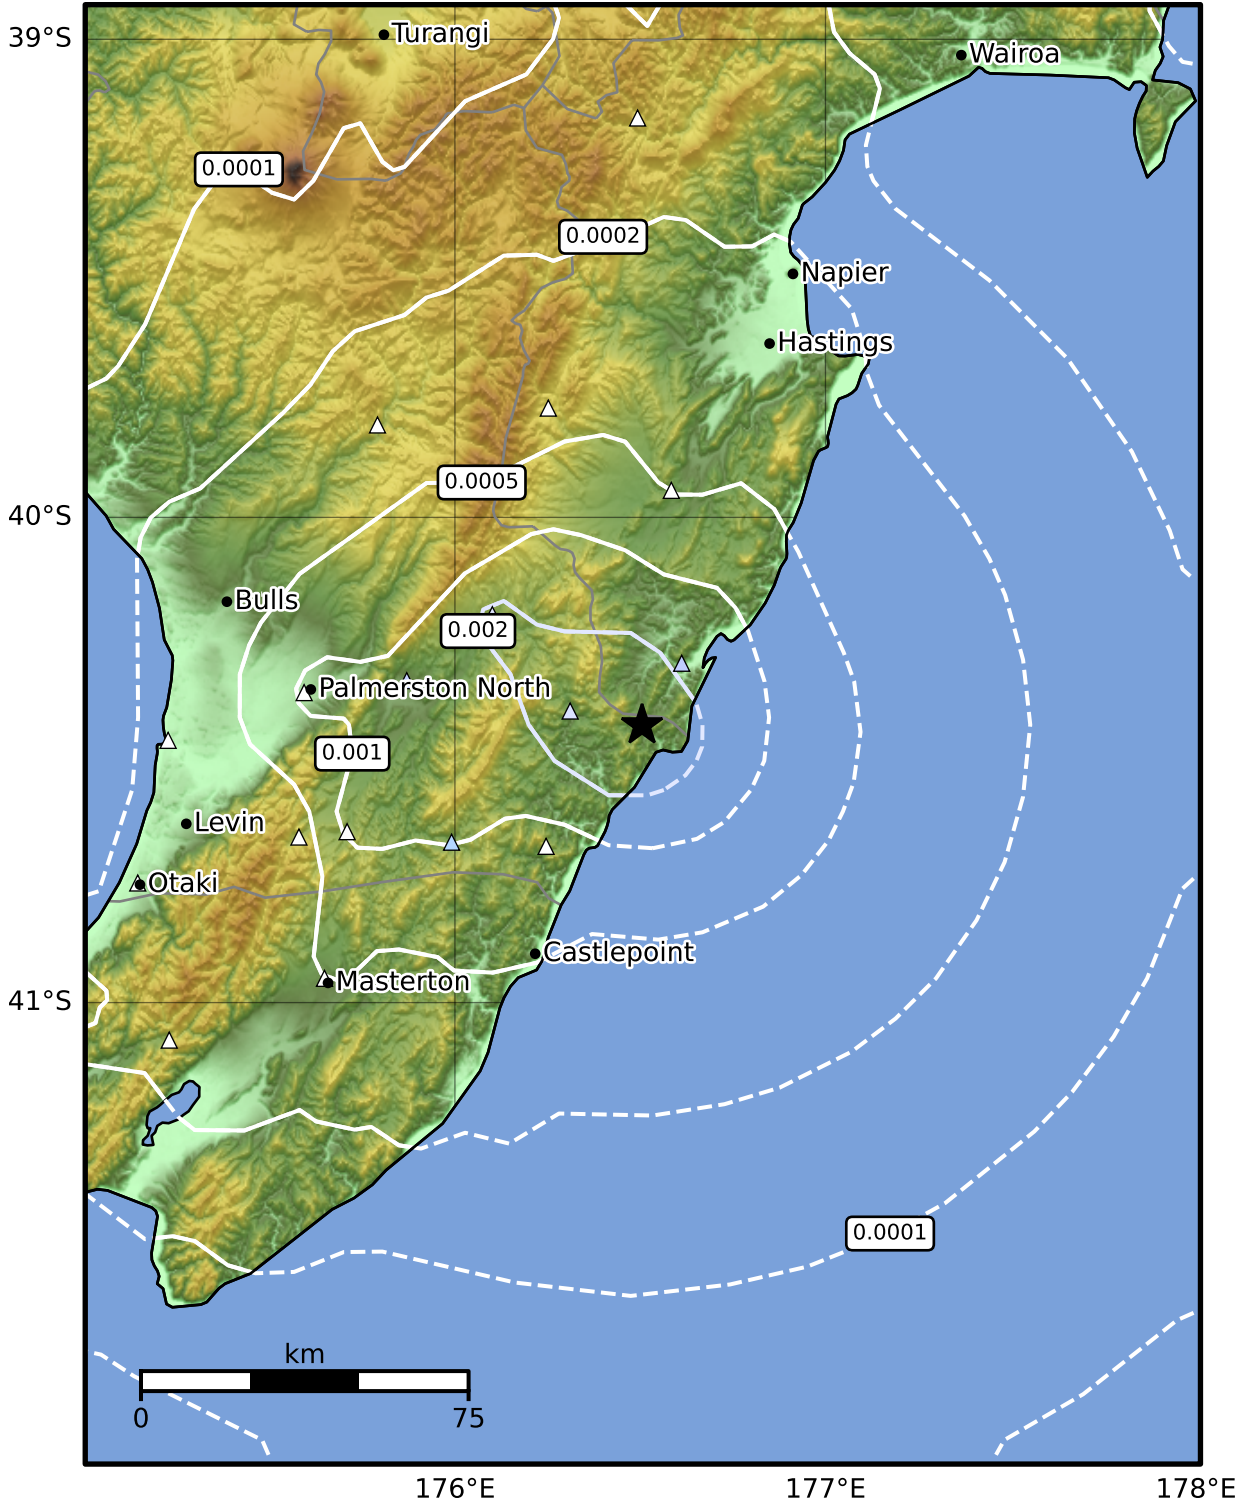 39°S
Turangi
Wairoa
0.0001
0.0002
Napier
Hastings
0.0005
40°S
Bulls
0.002
Palmerston North
0.001
Levin
Otaki
Castlepoint
Masterton
41°S
0.0001
km
0 75
176°E 177°E 178°E